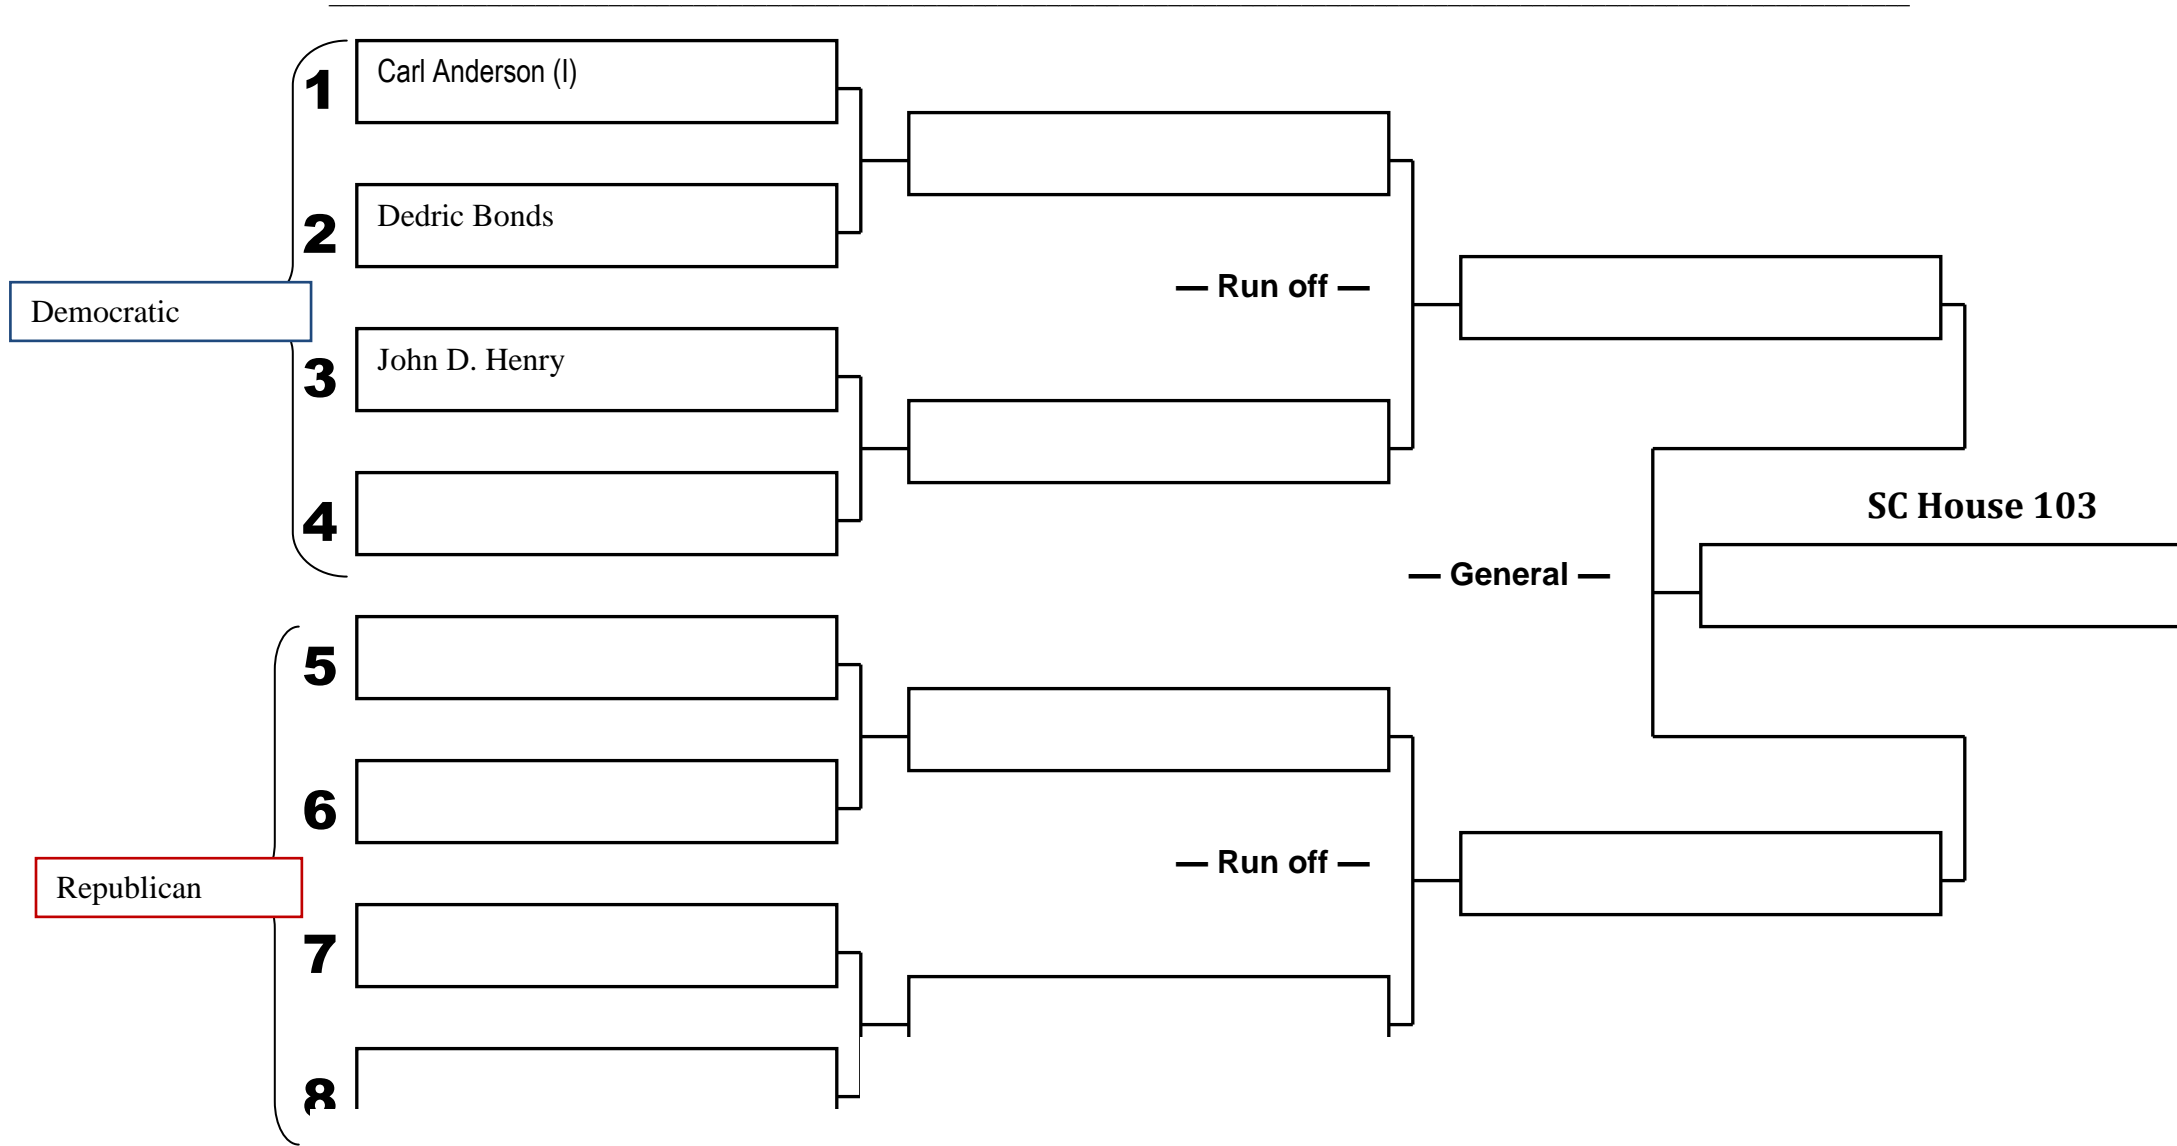 1
Carl Anderson (I)
2
Dedric Bonds
— Run off —
Democratic
3
John D. Henry
4
SC House 103
— General —
5
6
— Run off —
Republican
7
8